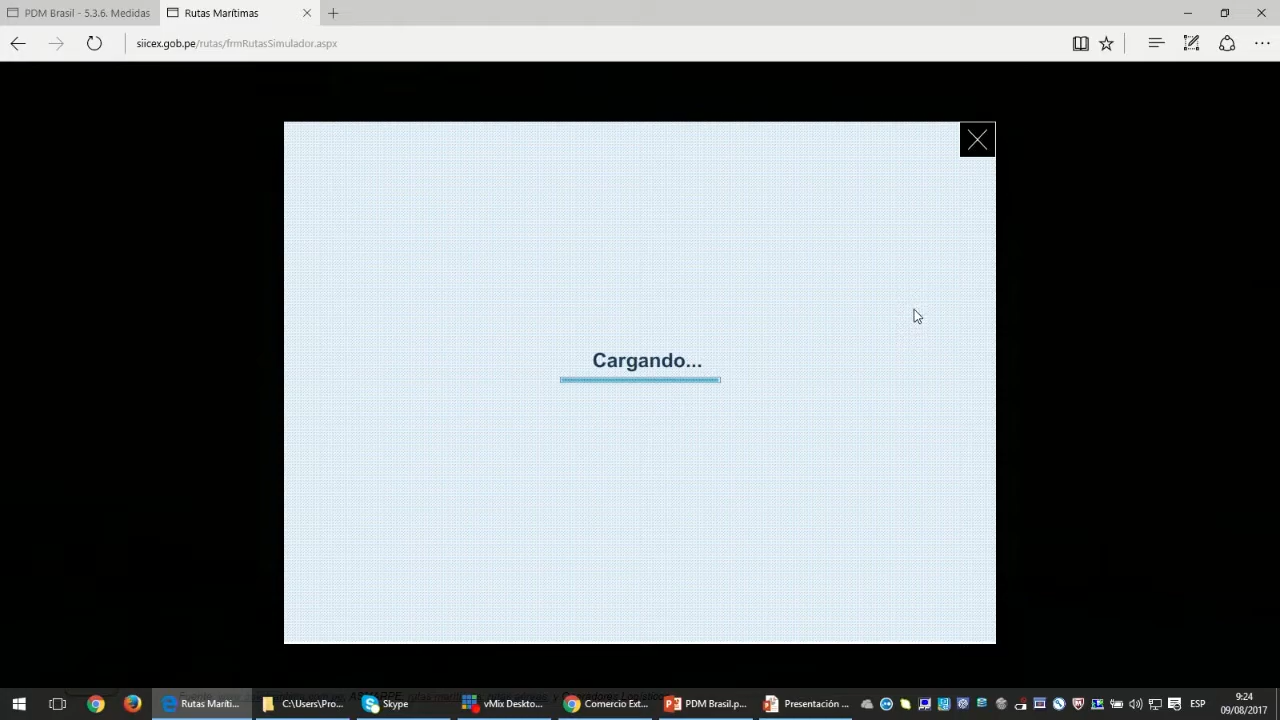 PDM Brasil - 5.3.6. Medidas
Rutas Marítimas
siicex.gob.pe/rutas/frmRutasSimulador.aspx
Cargando...
Rutas Maríti...
C:\Users\Pro...
Skype
vMix Deskto...
Comercio Ext...
PDM Brasil.p...
Presentación ...
ESP
9:24
09/08/2017